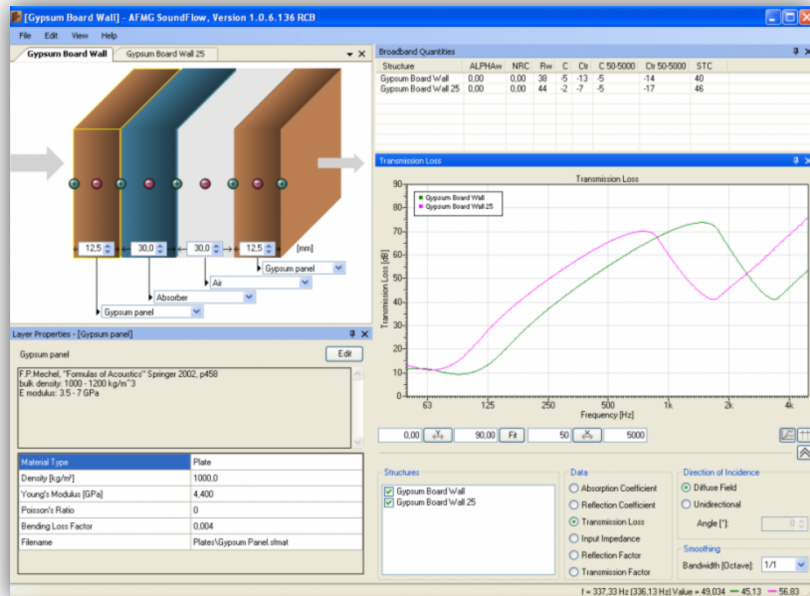 [Gypsum Board Wall] - AFMG SoundFlow, Version 1.0.6.136 RCB
File Edit View Help
Gypsum Board Wall Gypsum Board Wall 25
12,5 30,0 30,0 12,5 [mm]
Gypsum panel
Air
Absorber
Gypsum panel
Layer Properties - [Gypsum panel]
Gypsum panel Edit
F.P.Mechel, "Formulas of Acoustics" Springer 2002, p458
bulk density: 1000 - 1200 kg/m^3
E modulus: 3.5 - 7 GPa
Material Type Plate
Density [kg/m³] 1000,0
Young's Modulus [GPa] 4,400
Poisson's Ratio 0
Bending Loss Factor 0,004
Filename Plates\Gypsum Panel.sfmat
Broadband Quantities
Structure ALPHAw NRC Rw C Ctr C 50-5000 Ctr 50-5000 STC
Gypsum Board Wall 0,00 0,00 38 -5 -13 -5 -14 40
Gypsum Board Wall 25 0,00 0,00 44 -2 -7 -5 -17 46
Transmission Loss
Transmission Loss
Gypsum Board Wall
Gypsum Board Wall 25
Transmission Loss [dB]
90
80
70
60
50
40
30
20
10
0
63 125 250 500 1k 2k 4k
Frequency [Hz]
0,00 90,00 Fit 50 5000
Structures
Gypsum Board Wall
Gypsum Board Wall 25
Data
Absorption Coefficient
Reflection Coefficient
Transmission Loss
Input Impedance
Reflection Factor
Transmission Factor
Direction of Incidence
Diffuse Field
Unidirectional
Angle [°]: 0
Smoothing
Bandwidth [Octave]: 1/1
f = 337,33 Hz (336,13 Hz) Value = 49,034 45,13 56,83